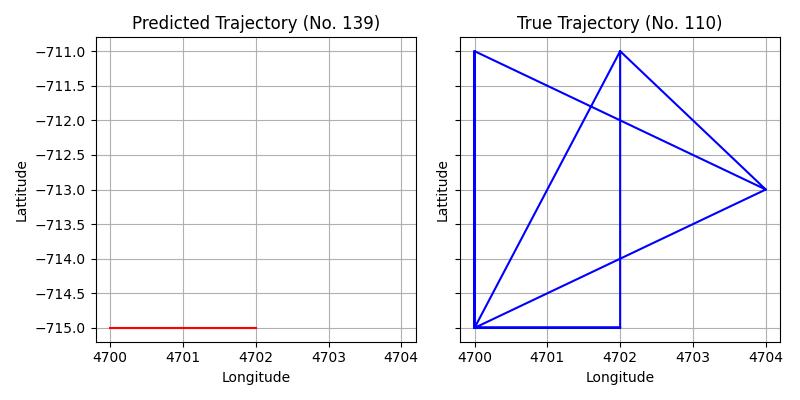 Predicted Trajectory (No. 139)
True Trajectory (No. 110)
−711.0
−711.5
−712.0
−712.5
−713.0
−713.5
−714.0
−714.5
−715.0
Lattitude
Lattitude
4700 4701 4702 4703 4704
4700 4701 4702 4703 4704
Longitude
Longitude